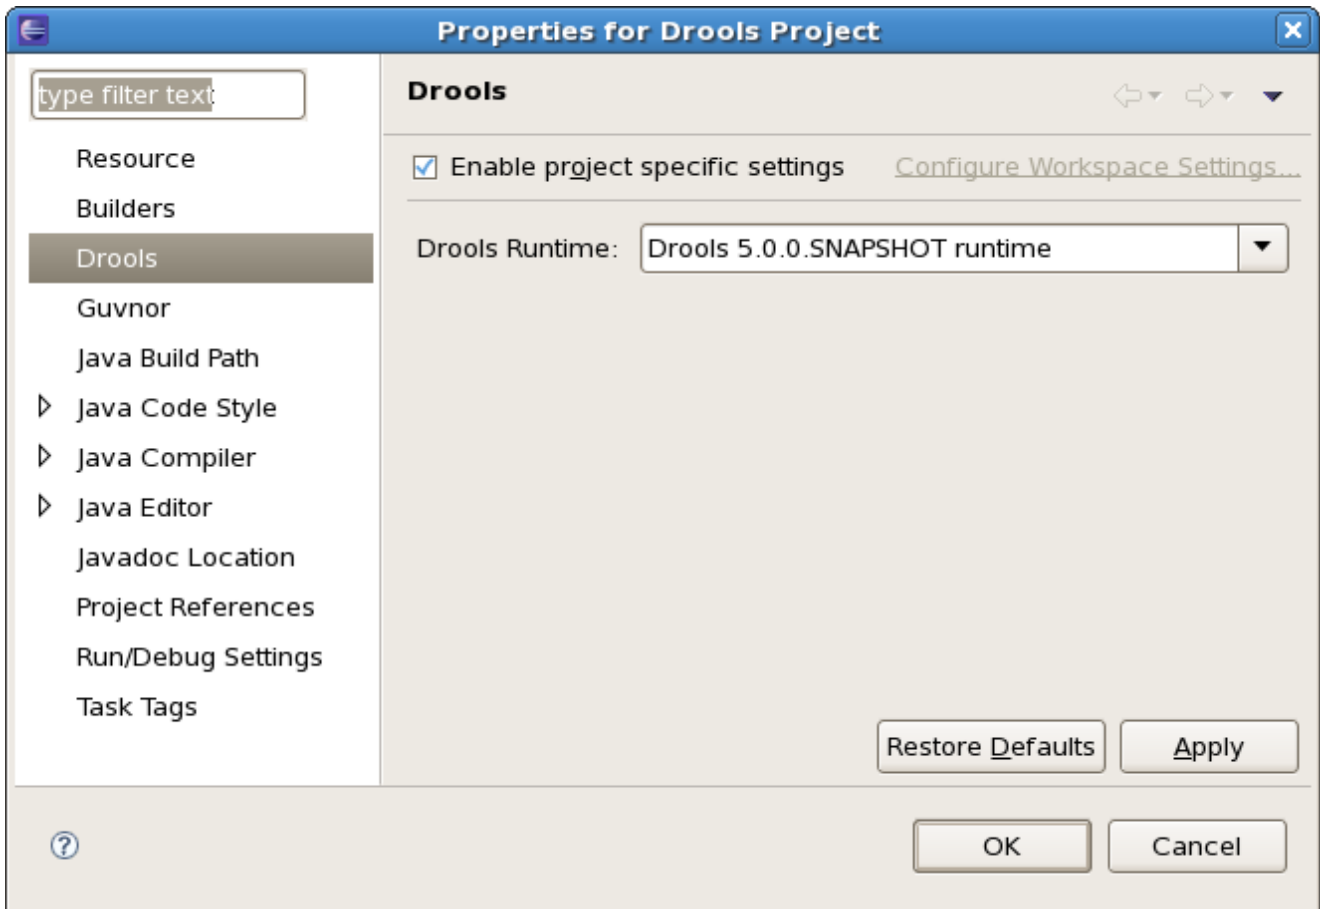 Properties for Drools Project
type filter text
Resource
Builders
Drools
Guvnor
Java Build Path
Java Code Style
Java Compiler
Java Editor
Javadoc Location
Project References
Run/Debug Settings
Task Tags
Drools
Enable project specific settings
Configure Workspace Settings...
Drools Runtime: Drools 5.0.0.SNAPSHOT runtime
Restore Defaults Apply
OK Cancel